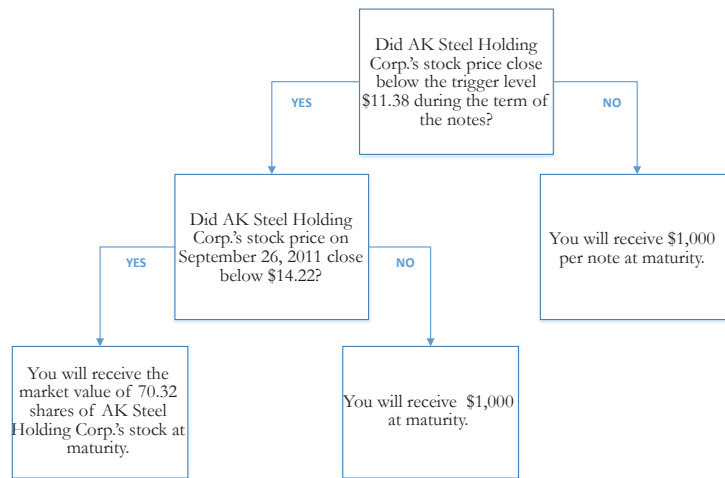 Did AK Steel Holding
Corp.'s stock price close
below the trigger level
$11.38 during the term of
the notes?
YES
NO
Did AK Steel Holding
Corp.'s stock price on
September 26, 2011 close
below $14.22?
You will receive $1,000
per note at maturity.
YES
NO
You will receive the
market value of 70.32
shares of AK Steel
Holding Corp.'s stock at
maturity.
You will receive $1,000
at maturity.